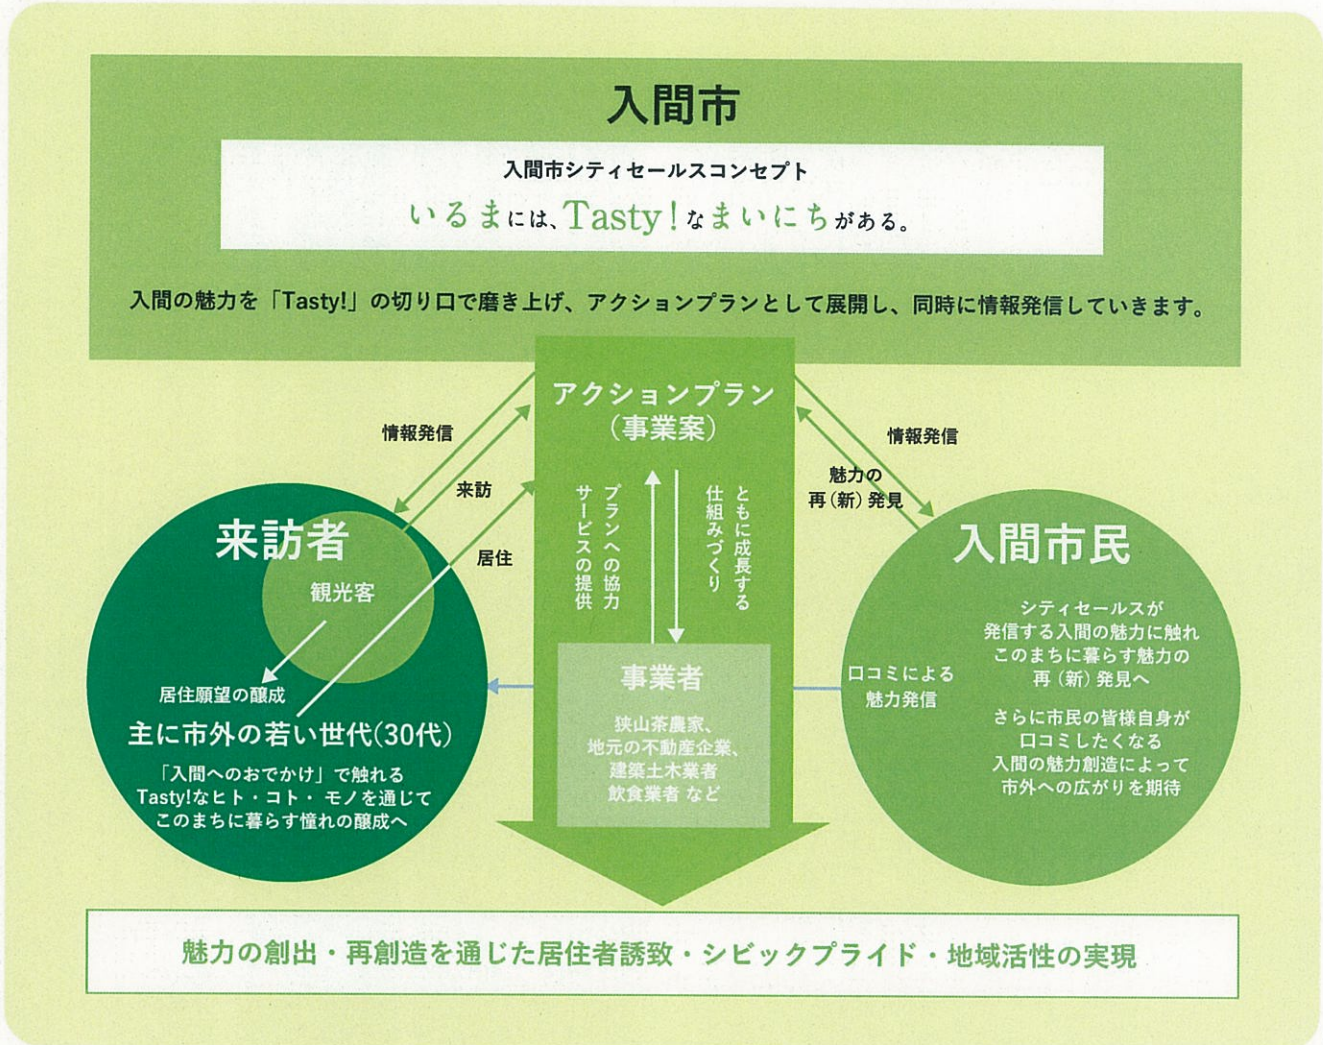 入間市
入間市シティセールスコンセプト
いるまには、Tasty!なまいにちがある。
入間の魅力を「Tasty!」の切り口で磨き上げ、アクションプランとして展開し、同時に情報発信していきます。
アクションプラン
（事業案）
情報発信
来訪
居住
情報発信
魅力の
再（新）発見
プランへの協力
サービスの提供
ともに成長する
仕組みづくり
来訪者
観光客
居住願望の醸成
主に市外の若い世代(30代)
「入間へのおでかけ」で触れる
Tasty!なヒト・コト・モノを通じて
このまちに暮らす憧れの醸成へ
事業者
狭山茶農家、
地元の不動産企業、
建築土木業者
飲食業者 など
入間市民
シティセールスが
発信する入間の魅力に触れ
このまちに暮らす魅力の
再（新）発見へ
さらに市民の皆様自身が
口コミしたくなる
入間の魅力創造によって
市外への広がりを期待
口コミによる
魅力発信
魅力の創出・再創造を通じた居住者誘致・シビックプライド・地域活性の実現